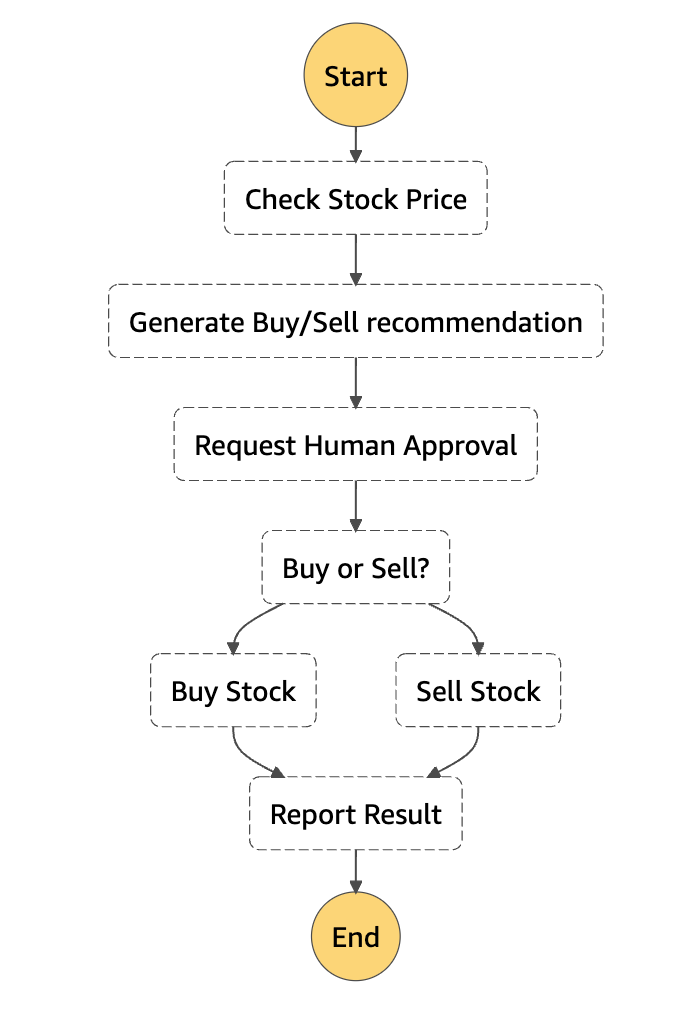 Start
Check Stock Price
Generate Buy/Sell recommendation
Request Human Approval
Buy or Sell?
Buy Stock
Sell Stock
Report Result
End